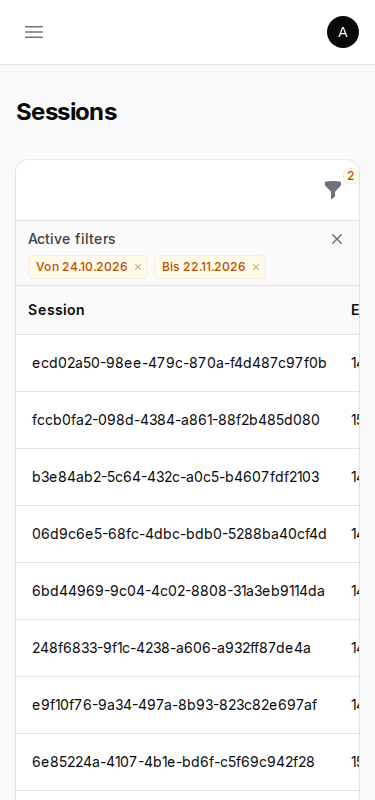 A
Sessions
2
Active filters
Von 24.10.2026
Bis 22.11.2026
Session
ecd02a50-98ee-479c-870a-f4d487c97f0b
fccb0fa2-098d-4384-a861-88f2b485d080
b3e84ab2-5c64-432c-a0c5-b4607fdf2103
06d9c6e5-68fc-4dbc-bdb0-5288ba40cf4d
6bd44969-9c04-4c02-8808-31a3eb9114da
248f6833-9f1c-4238-a606-a932ff87de4a
e9f10f76-9a34-497a-8b93-823c82e697af
6e85224a-4107-4b1e-bd6f-c5f69c942f28